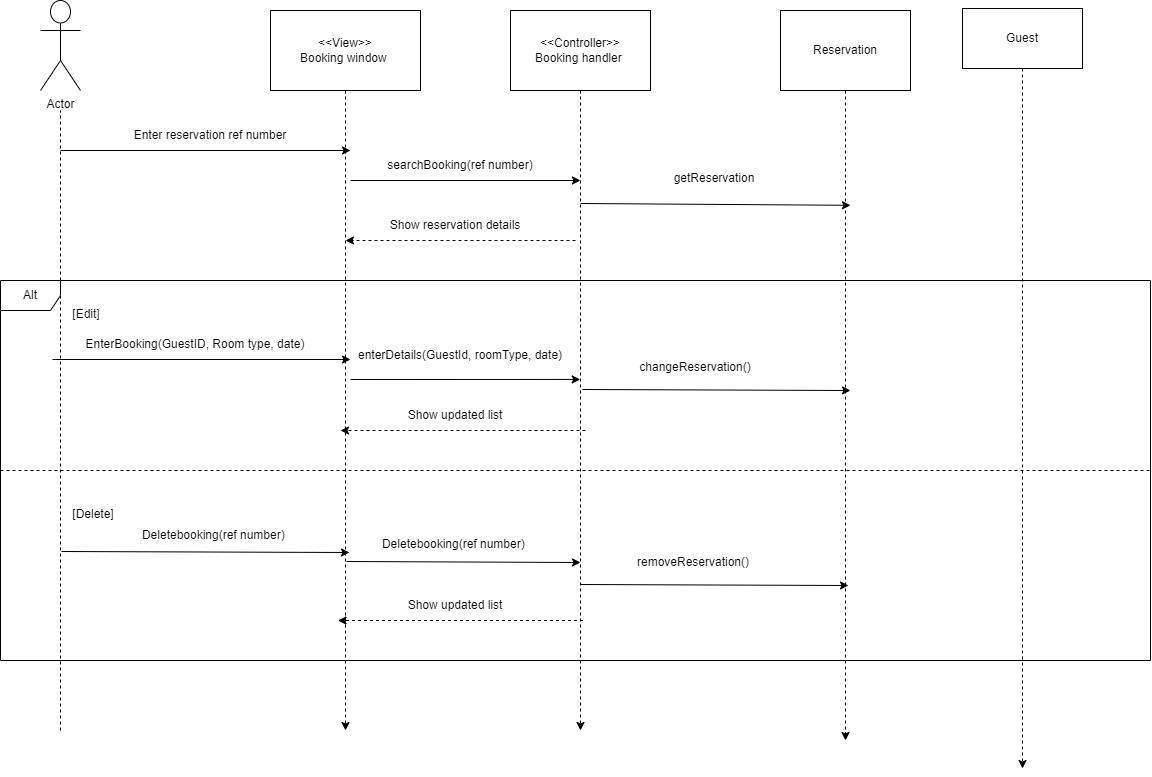 <<View>>
Booking window
<<Controller>>
Booking handler
Reservation
Guest
Actor
Enter reservation ref number
searchBooking(ref number)
getReservation
Show reservation details
Alt
[Edit]
EnterBooking(GuestID, Room type, date)
enterDetails(GuestId, roomType, date)
changeReservation()
Show updated list
[Delete]
Deletebooking(ref number)
Deletebooking(ref number)
removeReservation()
Show updated list